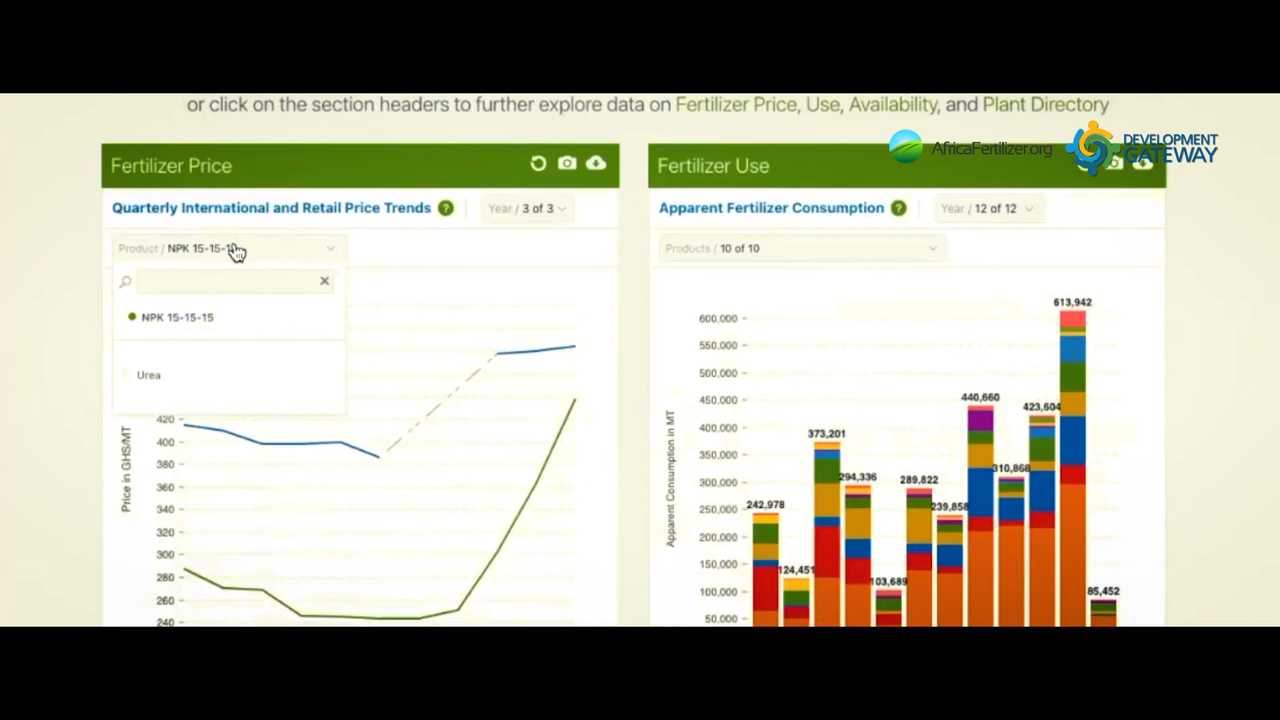 or click on the section headers to further explore data on Fertilizer Price, Use, Availability, and Plant Directory
AfricaFertilizer.org
DEVELOPMENT
GATEWAY
Fertilizer Price
Quarterly International and Retail Price Trends ?
Year / 3 of 3
Product / NPK 15-15-
NPK 15-15-15
Urea
Price in GHS/MT
420
400
380
360
340
320
300
280
260
240
Fertilizer Use
Apparent Fertilizer Consumption ?
Year / 12 of 12
Products / 10 of 10
Apparent Consumption in MT
600,000
550,000
500,000
450,000
400,000
350,000
300,000
250,000
200,000
150,000
100,000
50,000
242,978
124,451
373,201
294,336
103,689
289,822
239,858
440,660
310,868
423,604
613,942
85,452